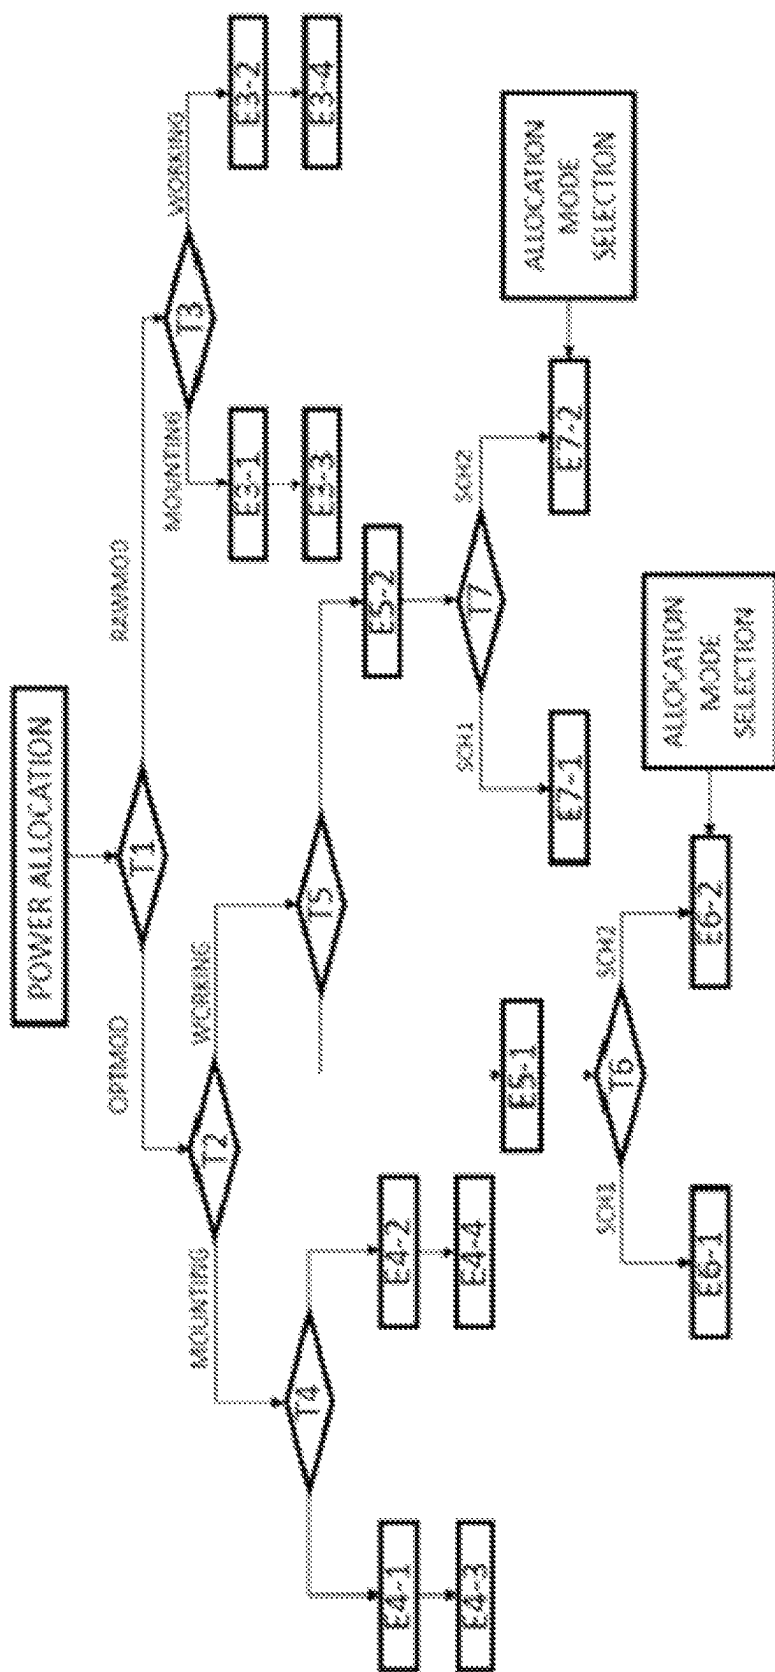 POWER ALLOCATION
T1
OPTMOD
RAWMOD
T2
T3
MOUNTING
WORKING
MOUNTING
WORKING
E3-1
E3-2
E3-3
E3-4
T4
T5
E4-1
E4-2
E5-2
E4-3
E4-4
E5-1
T7
SCH1
SCH2
ALLOCATION
MODE
SELECTION
E7-1
E7-2
T6
SCH1
SCH2
ALLOCATION
MODE
SELECTION
E6-1
E6-2